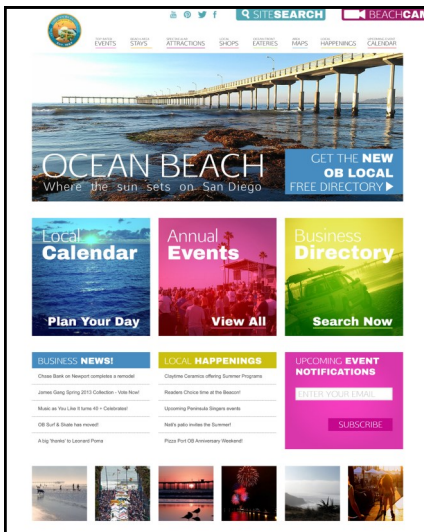 SITESEARCH
BEACHCAM
EVENTS
STAYS
ATTRACTIONS
SHOPS
EATERIES
MAPS
HAPPENINGS
CALENDAR
OCEAN BEACH
Where the sun sets on San Diego
GET THE NEW
OB LOCAL
FREE DIRECTORY
Local
Calendar
Plan Your Day
Annual
Events
View All
Business
Directory
Search Now
BUSINESS NEWS!
Chase Bank on Newport completes a remodel
James Gang Spring 2013 Collection - Vote Now!
Music as You Like It turns 40 + Celebrates!
OB Surf & Skate has moved!
A big 'thanks' to Leonard Poma
LOCAL HAPPENINGS
Claytime Ceramics offering Summer Programs
Readers Choice time at the Beacon!
Upcoming Peninsula Singers events
Nati's patio invites the Summer!
Pizza Port OB Anniversary Weekend!
UPCOMING EVENT
NOTIFICATIONS
ENTER YOUR EMAIL
SUBSCRIBE